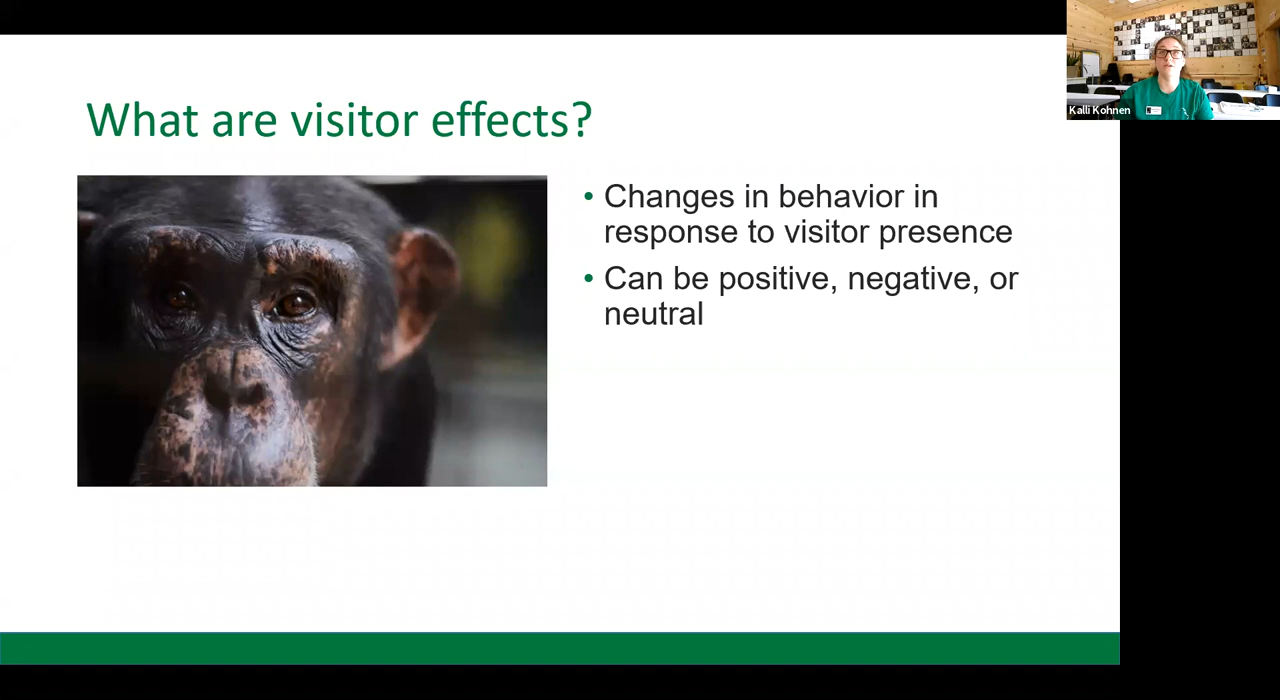 What are visitor effects?
• Changes in behavior in
response to visitor presence
• Can be positive, negative, or
neutral
Kalli Kohnen